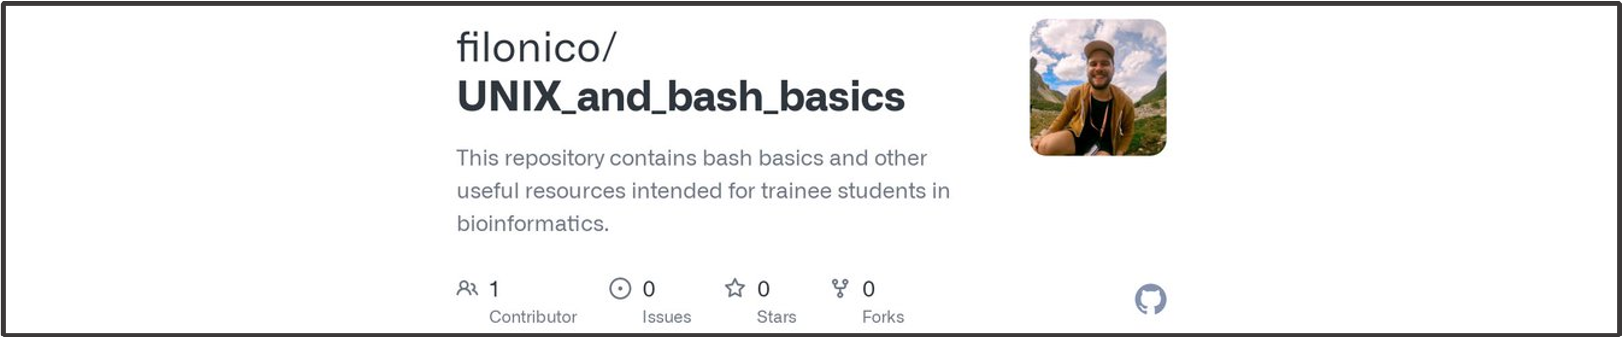 filonico/
UNIX_and_bash_basics
This repository contains bash basics and other
useful resources intended for trainee students in
bioinformatics.
1 0 0 0
Contributor Issues Stars Forks